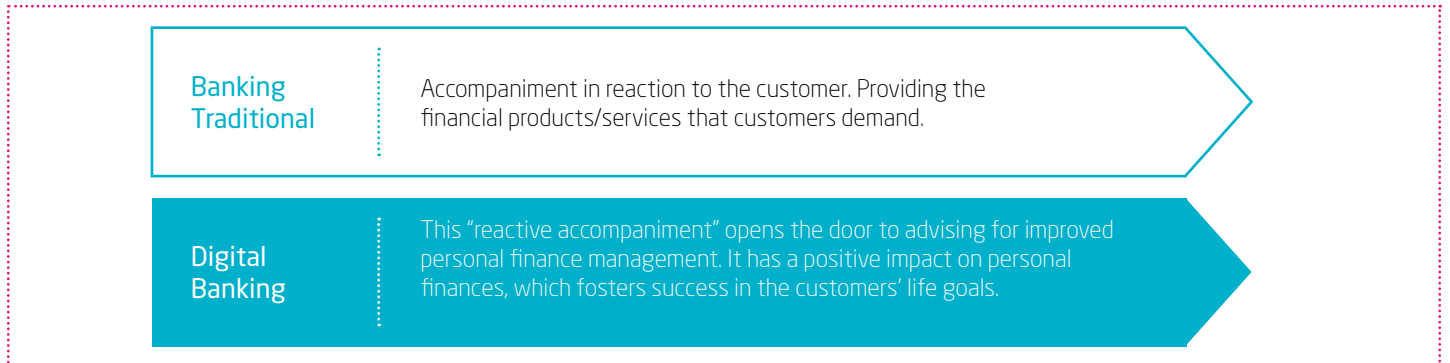 Banking
Traditional
Accompaniment in reaction to the customer. Providing the
financial products/services that customers demand.
Digital
Banking
This “reactive accompaniment” opens the door to advising for improved
personal finance management. It has a positive impact on personal
finances, which fosters success in the customers’ life goals.